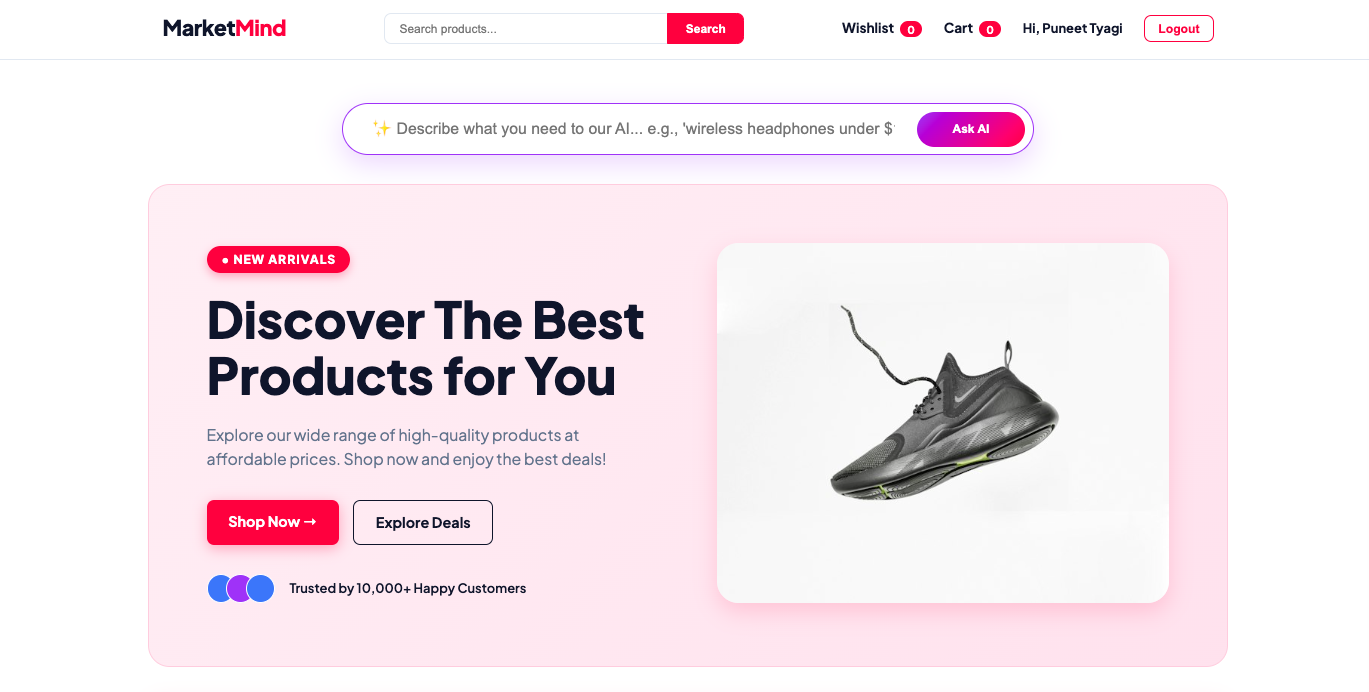 MarketMind
Search products...
Search
Wishlist 0
Cart 0
Hi, Puneet Tyagi
Logout
✨ Describe what you need to our AI... e.g., 'wireless headphones under $
Ask AI
● NEW ARRIVALS
Discover The Best
Products for You
Explore our wide range of high-quality products at
affordable prices. Shop now and enjoy the best deals!
Shop Now →
Explore Deals
Trusted by 10,000+ Happy Customers